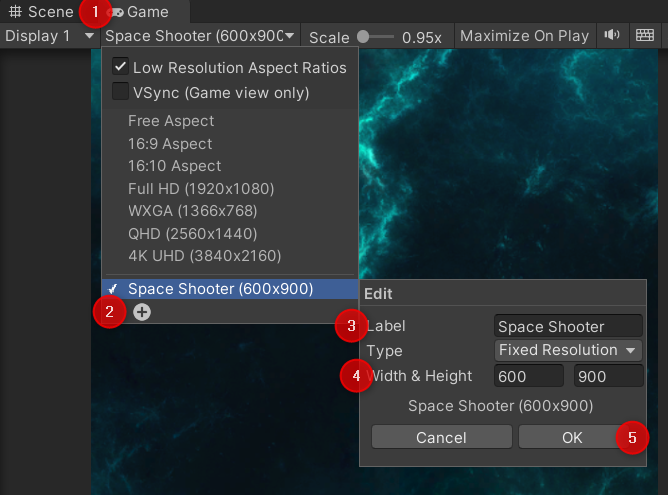 Scene 1 Game
Display 1 Space Shooter (600x900 Scale 0.95x Maximize On Play
Low Resolution Aspect Ratios
VSync (Game view only)
Free Aspect
16:9 Aspect
16:10 Aspect
Full HD (1920x1080)
WXGA (1366x768)
QHD (2560x1440)
4K UHD (3840x2160)
Space Shooter (600x900)
2
Edit
3 Label Space Shooter
Type Fixed Resolution
4 Width & Height 600 900
Space Shooter (600x900)
Cancel OK 5